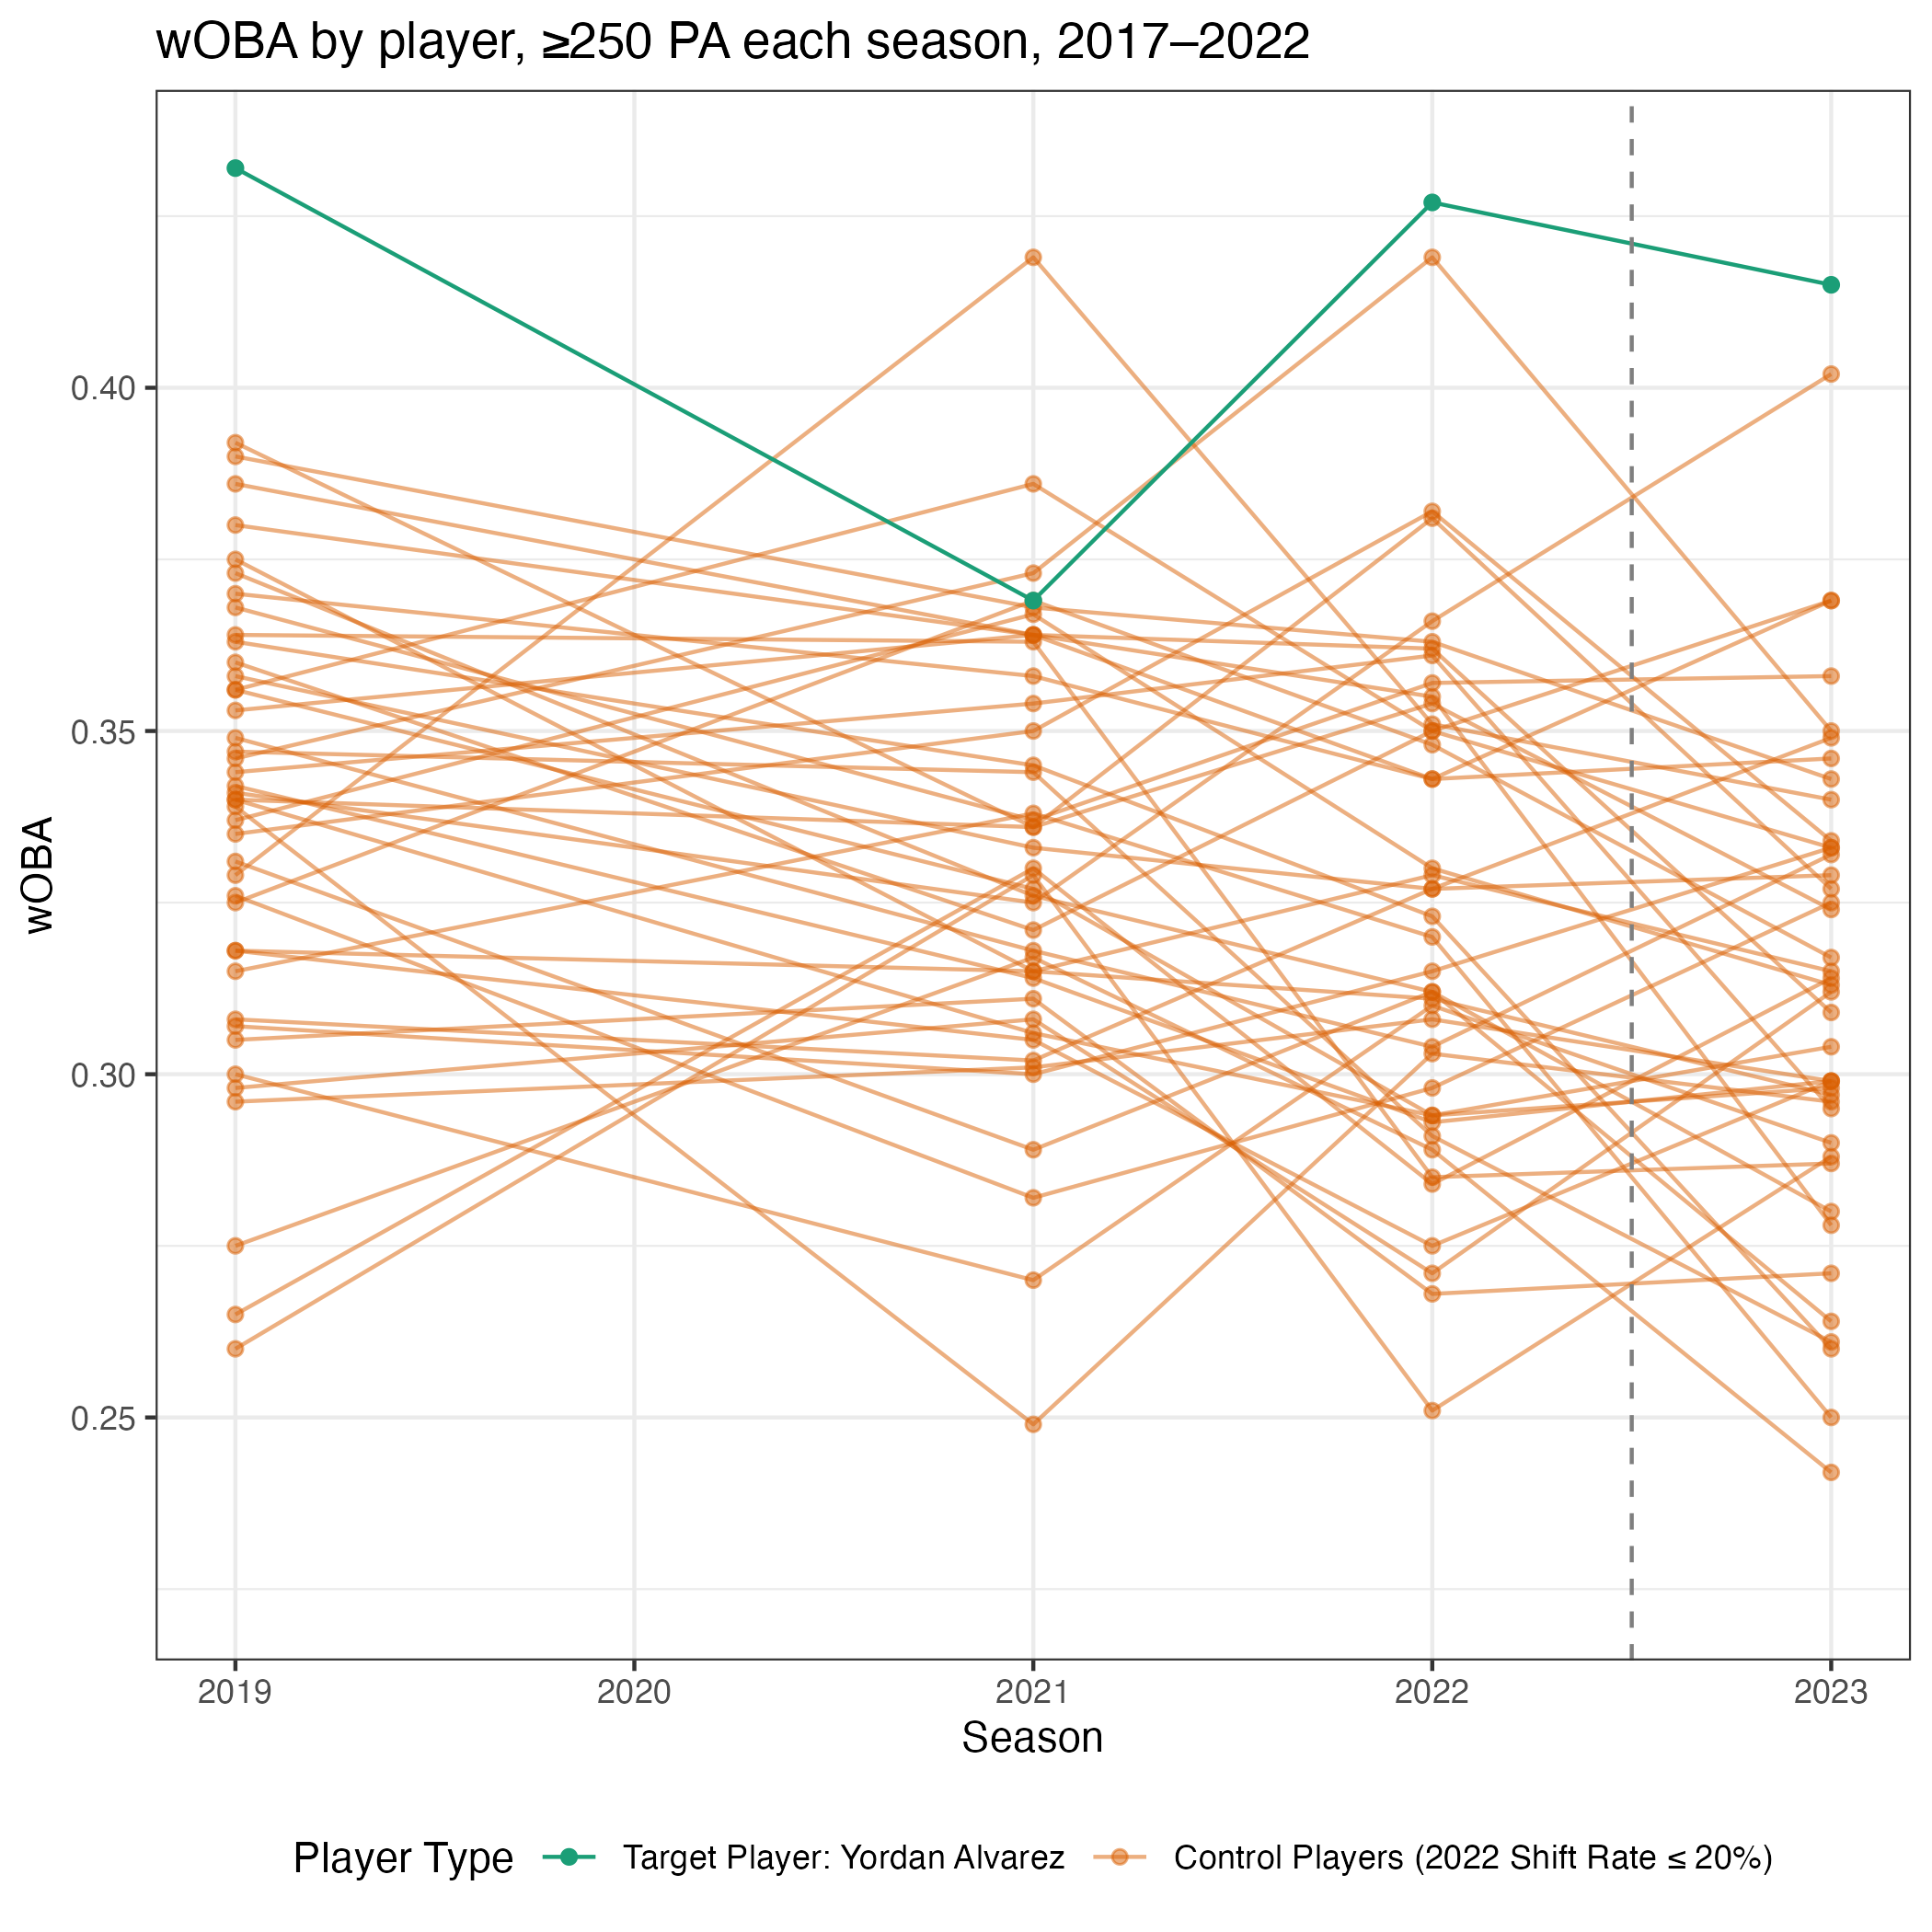 wOBA by player, ≥250 PA each season, 2017–2022
wOBA
0.40
0.35
0.30
0.25
2019 2020 2021 2022 2023
Season
Player Type Target Player: Yordan Alvarez Control Players (2022 Shift Rate ≤ 20%)